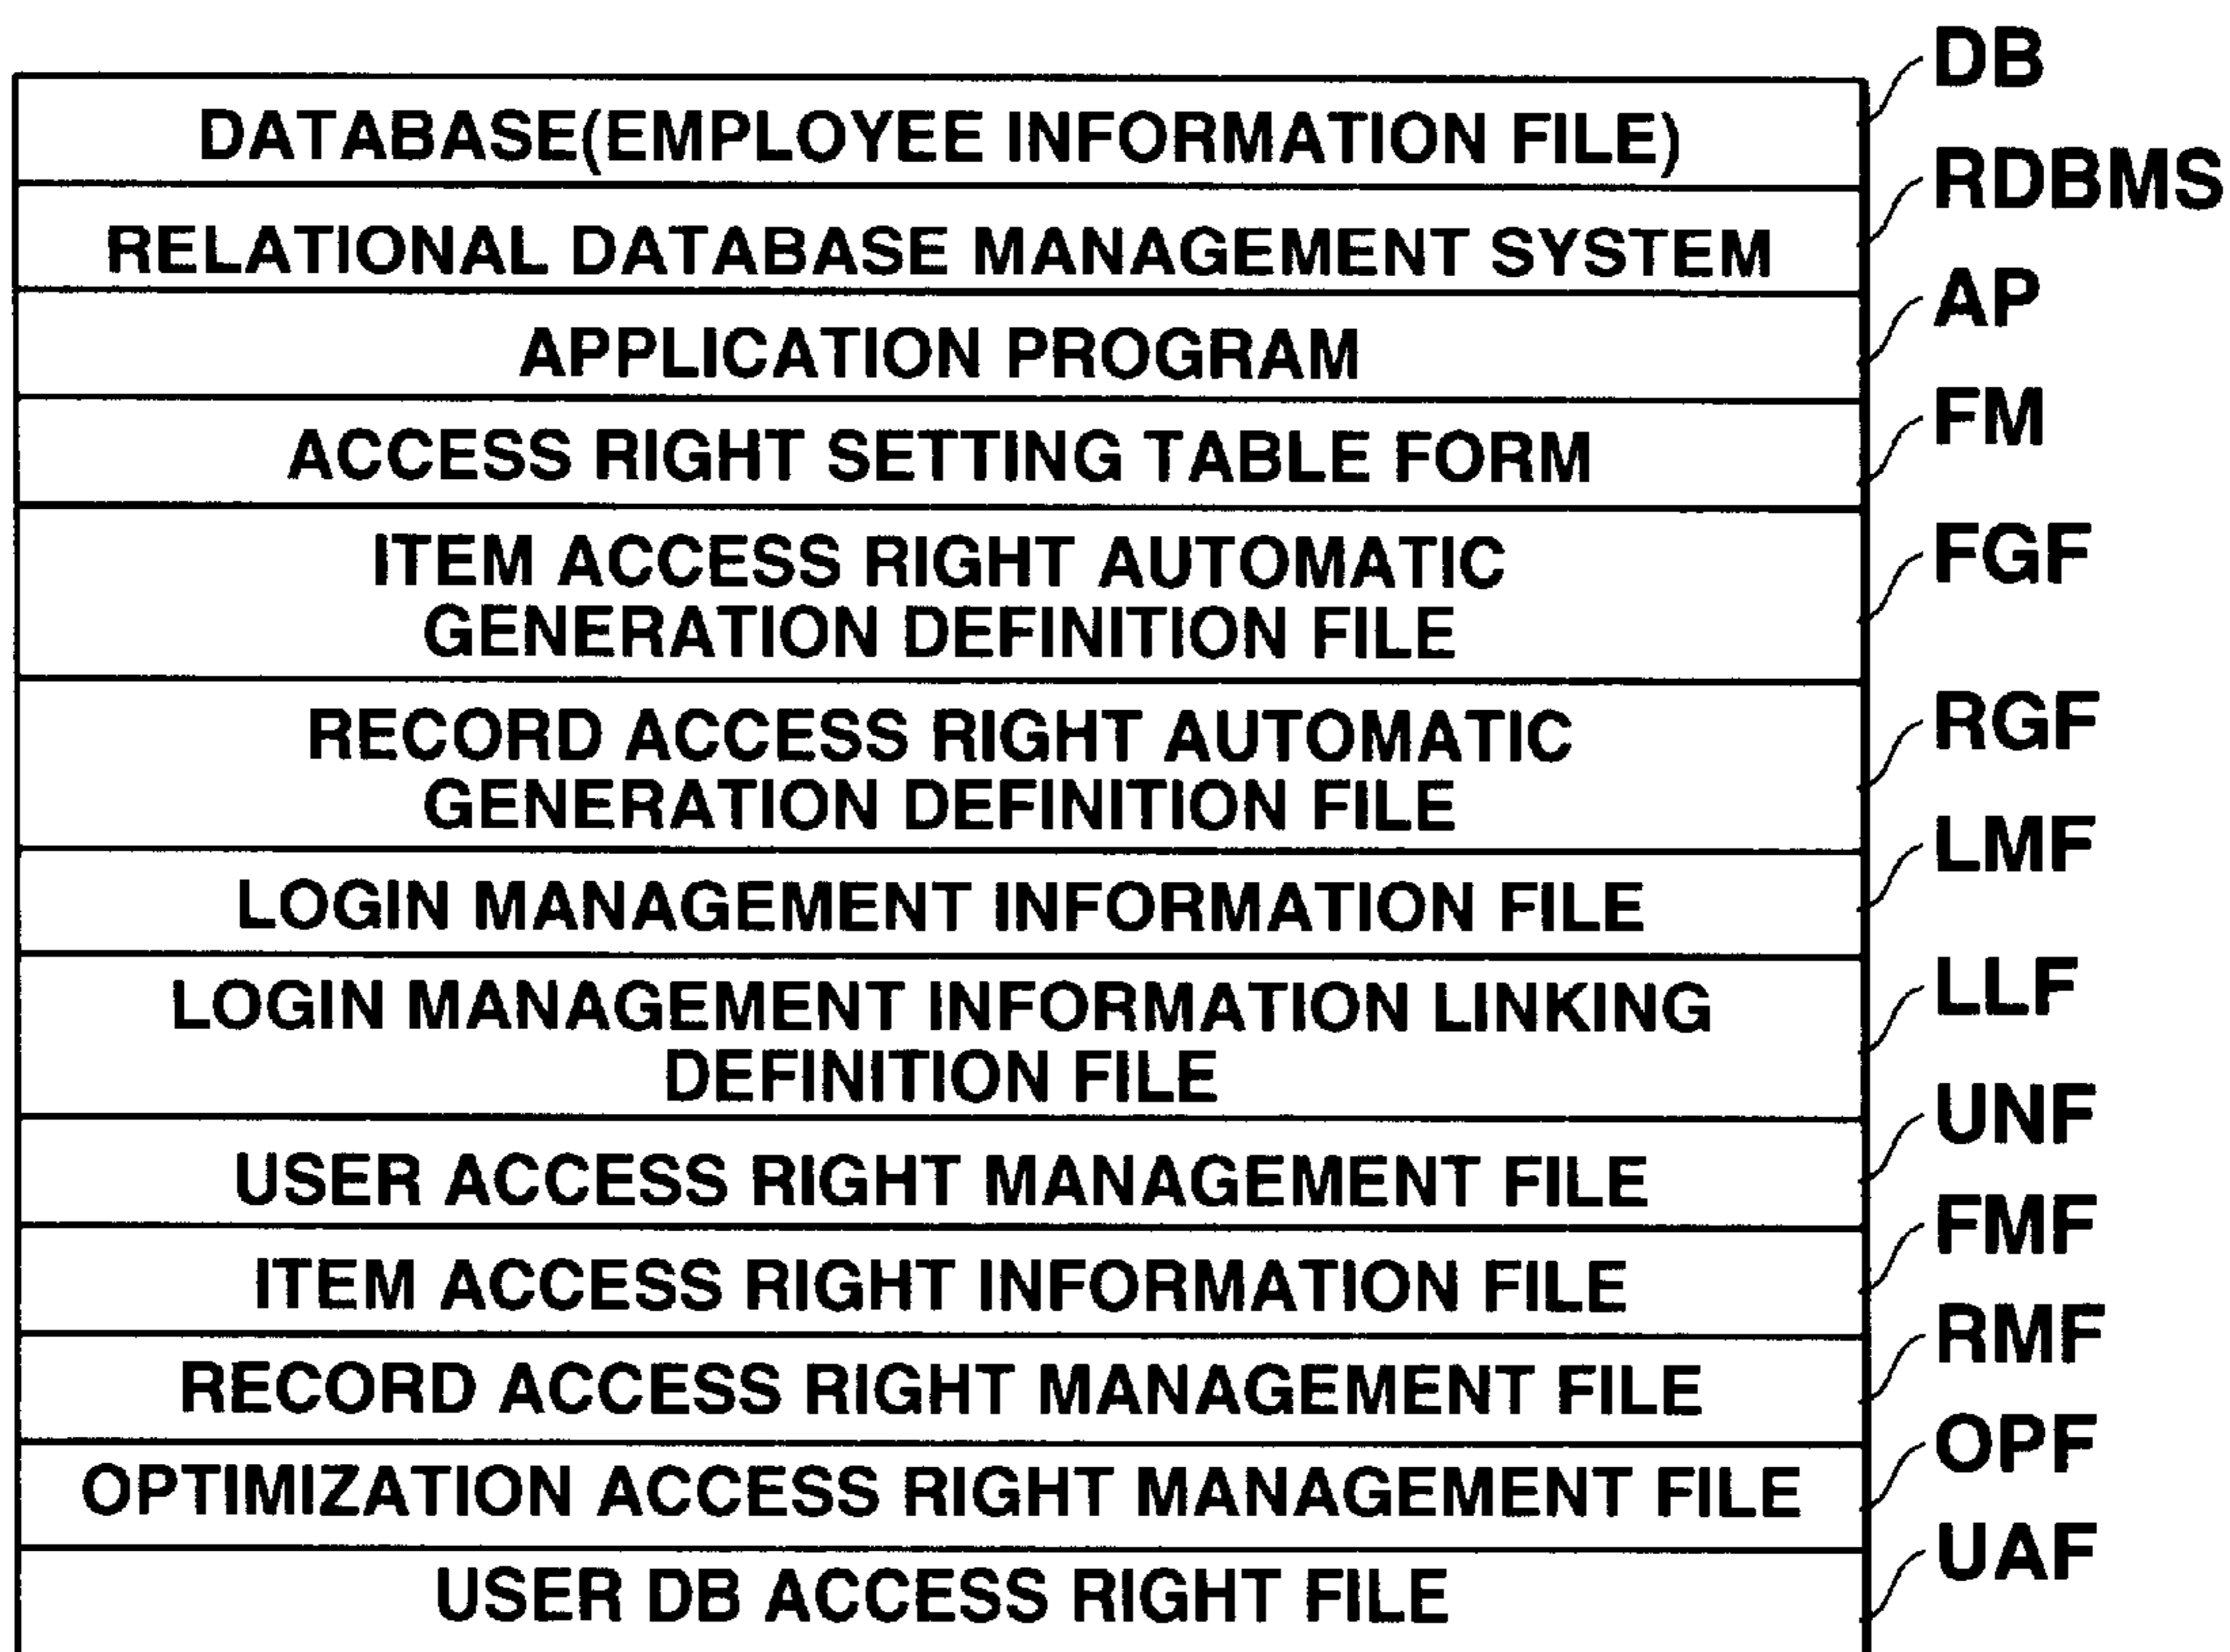 DB
DATABASE(EMPLOYEE INFORMATION FILE)
RDBMS
RELATIONAL DATABASE MANAGEMENT SYSTEM
AP
APPLICATION PROGRAM
FM
ACCESS RIGHT SETTING TABLE FORM
FGF
ITEM ACCESS RIGHT AUTOMATIC
GENERATION DEFINITION FILE
RGF
RECORD ACCESS RIGHT AUTOMATIC
GENERATION DEFINITION FILE
LMF
LOGIN MANAGEMENT INFORMATION FILE
LLF
LOGIN MANAGEMENT INFORMATION LINKING
DEFINITION FILE
UNF
USER ACCESS RIGHT MANAGEMENT FILE
FMF
ITEM ACCESS RIGHT INFORMATION FILE
RMF
RECORD ACCESS RIGHT MANAGEMENT FILE
OPF
OPTIMIZATION ACCESS RIGHT MANAGEMENT FILE
UAF
USER DB ACCESS RIGHT FILE